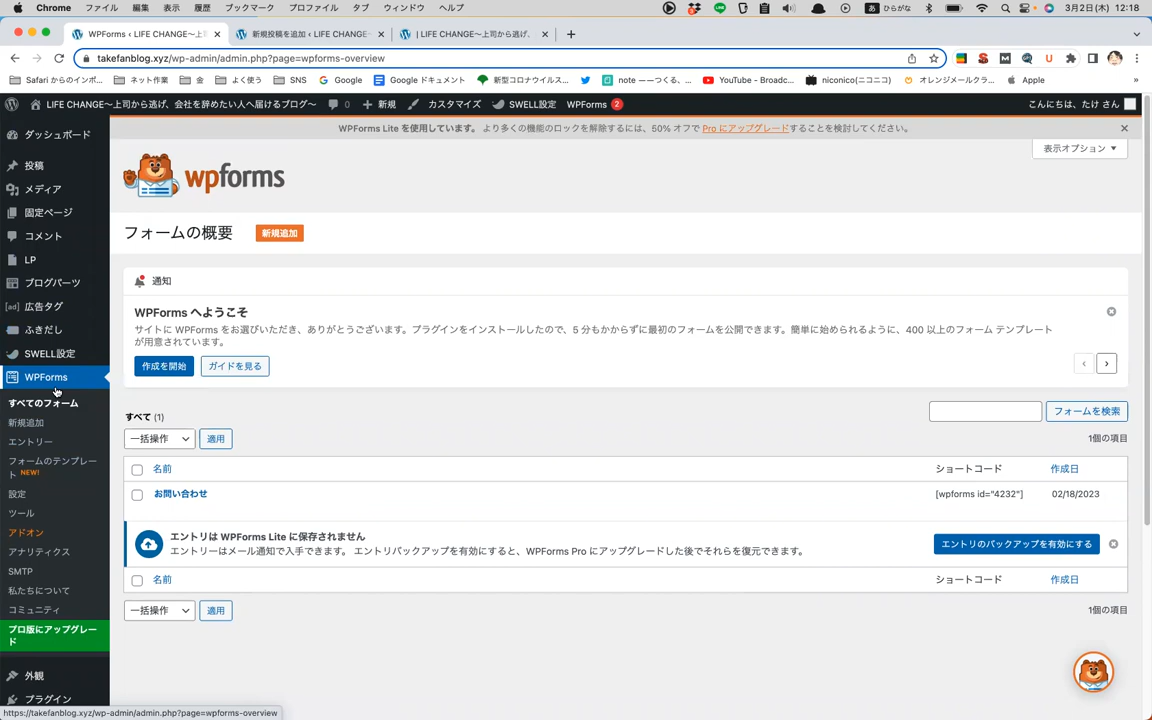 Chrome ファイル 編集 表示 履歴 ブックマーク プロファイル タブ ウィンドウ ヘルプ あ ひらがな 3月2日(木) 12:18
WPForms ‹ LIFE CHANGE〜上 × 新規投稿を追加 ‹ LIFE CHANGE〜 × | LIFE CHANGE〜上司から逃げ、 × +
takefanblog.xyz/wp-admin/admin.php?page=wpforms-overview
Safari からのインポ... ネット作業 金 よく使う SNS Google Google ドキュメント 新型コロナウイルス... note ーーつくる、... YouTube - Broadc... niconico(ニコニコ) オレンジメールクラ... Apple »
LIFE CHANGE〜上司から逃げ、会社を辞めたい人へ届けるブログ〜 0 新規 カスタマイズ SWELL設定 WPForms 2 こんにちは、たけ さん
WPForms Lite を使用しています。 より多くの機能のロックを解除するには、50% オフで Pro にアップグレードすることを検討してください。
表示オプション ▼
ダッシュボード
投稿
メディア
固定ページ
コメント
LP
ブログパーツ
[ad] 広告タグ
ふきだし
SWELL設定
WPForms
すべてのフォーム
新規追加
エントリー
フォームのテンプレー
ト NEW!
設定
ツール
アドオン
アナリティクス
SMTP
私たちについて
コミュニティ
プロ版にアップグレー
ド
外観
プラグイン
wpforms
フォームの概要 新規追加
通知
WPForms へようこそ
サイトに WPForms をお選びいただき、ありがとうございます。プラグインをインストールしたので、5 分もかからずに最初のフォームを公開できます。簡単に始められるように、400 以上のフォーム テンプレート
が用意されています。
作成を開始 ガイドを見る ‹ ›
すべて (1) フォームを検索
一括操作 適用 1個の項目
名前 ショートコード 作成日
お問い合わせ [wpforms id="4232"] 02/18/2023
エントリは WPForms Lite に保存されません
エントリーはメール通知で入手できます。 エントリバックアップを有効にすると、WPForms Pro にアップグレードした後でそれらを復元できます。 エントリのバックアップを有効にする
名前 ショートコード 作成日
一括操作 適用 1個の項目
https://takefanblog.xyz/wp-admin/admin.php?page=wpforms-overview